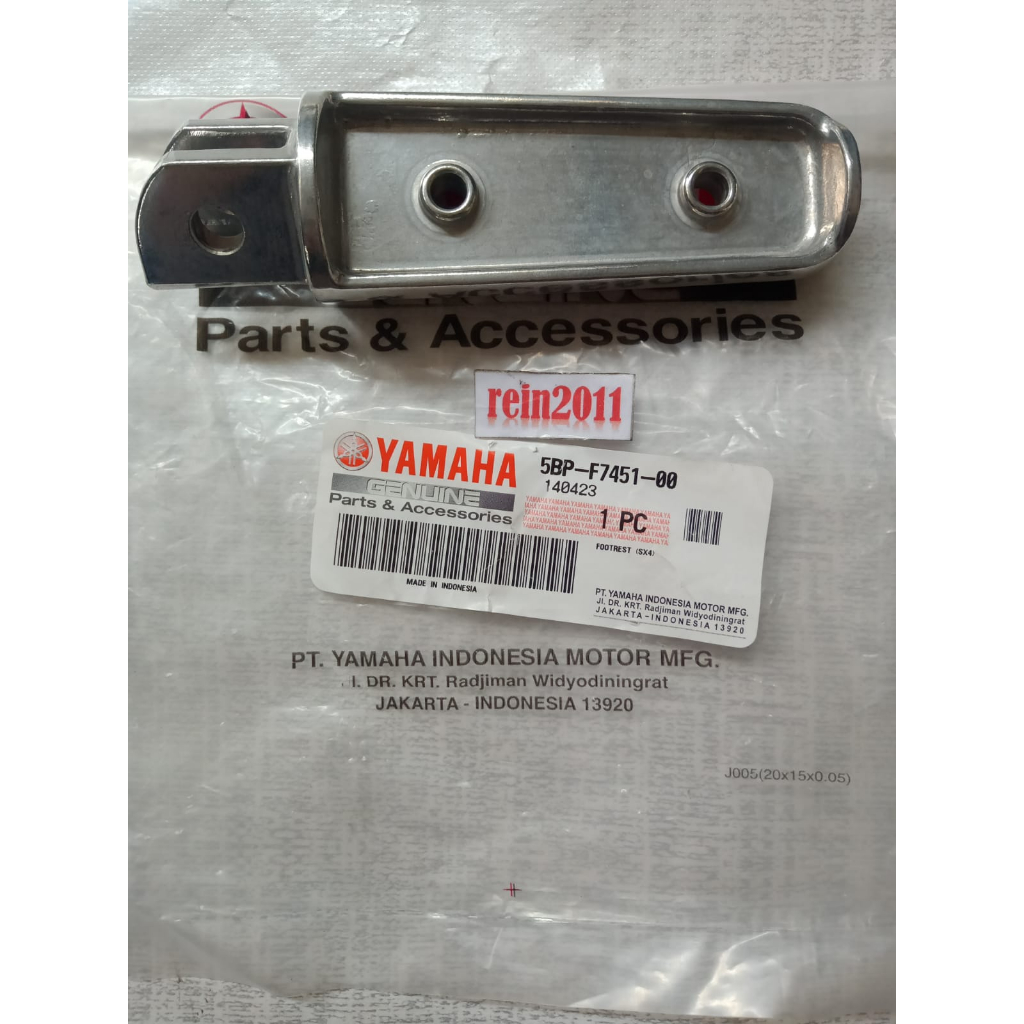 Parts & Accessories
rein2011
YAMAHA
5BP-F7451-00
GENUINE
140423
Parts & Accessories
1 PC
FOOTREST (SX4)
MADE IN INDONESIA
PT. YAMAHA INDONESIA MOTOR MFG.
Jl. DR. KRT. Radjiman Widyodiningrat
JAKARTA-INDONESIA 13920
PT. YAMAHA INDONESIA MOTOR MFG.
Jl. DR. KRT. Radjiman Widyodiningrat
JAKARTA - INDONESIA 13920
J005(20x15x0.05)